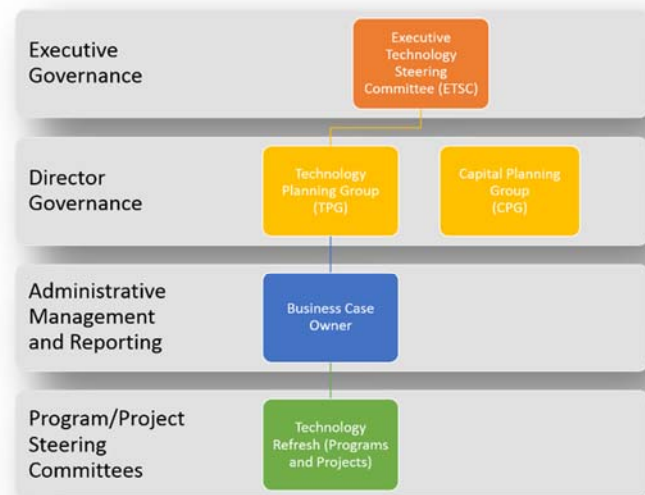 Executive
Governance
Executive
Technology
Steering
Committee (ETSC)
Director
Governance
Technology
Planning Group
(TPG)
Capital Planning
Group
(CPG)
Administrative
Management
and Reporting
Business Case
Owner
Program/Project
Steering
Committees
Technology
Refresh (Programs
and Projects)